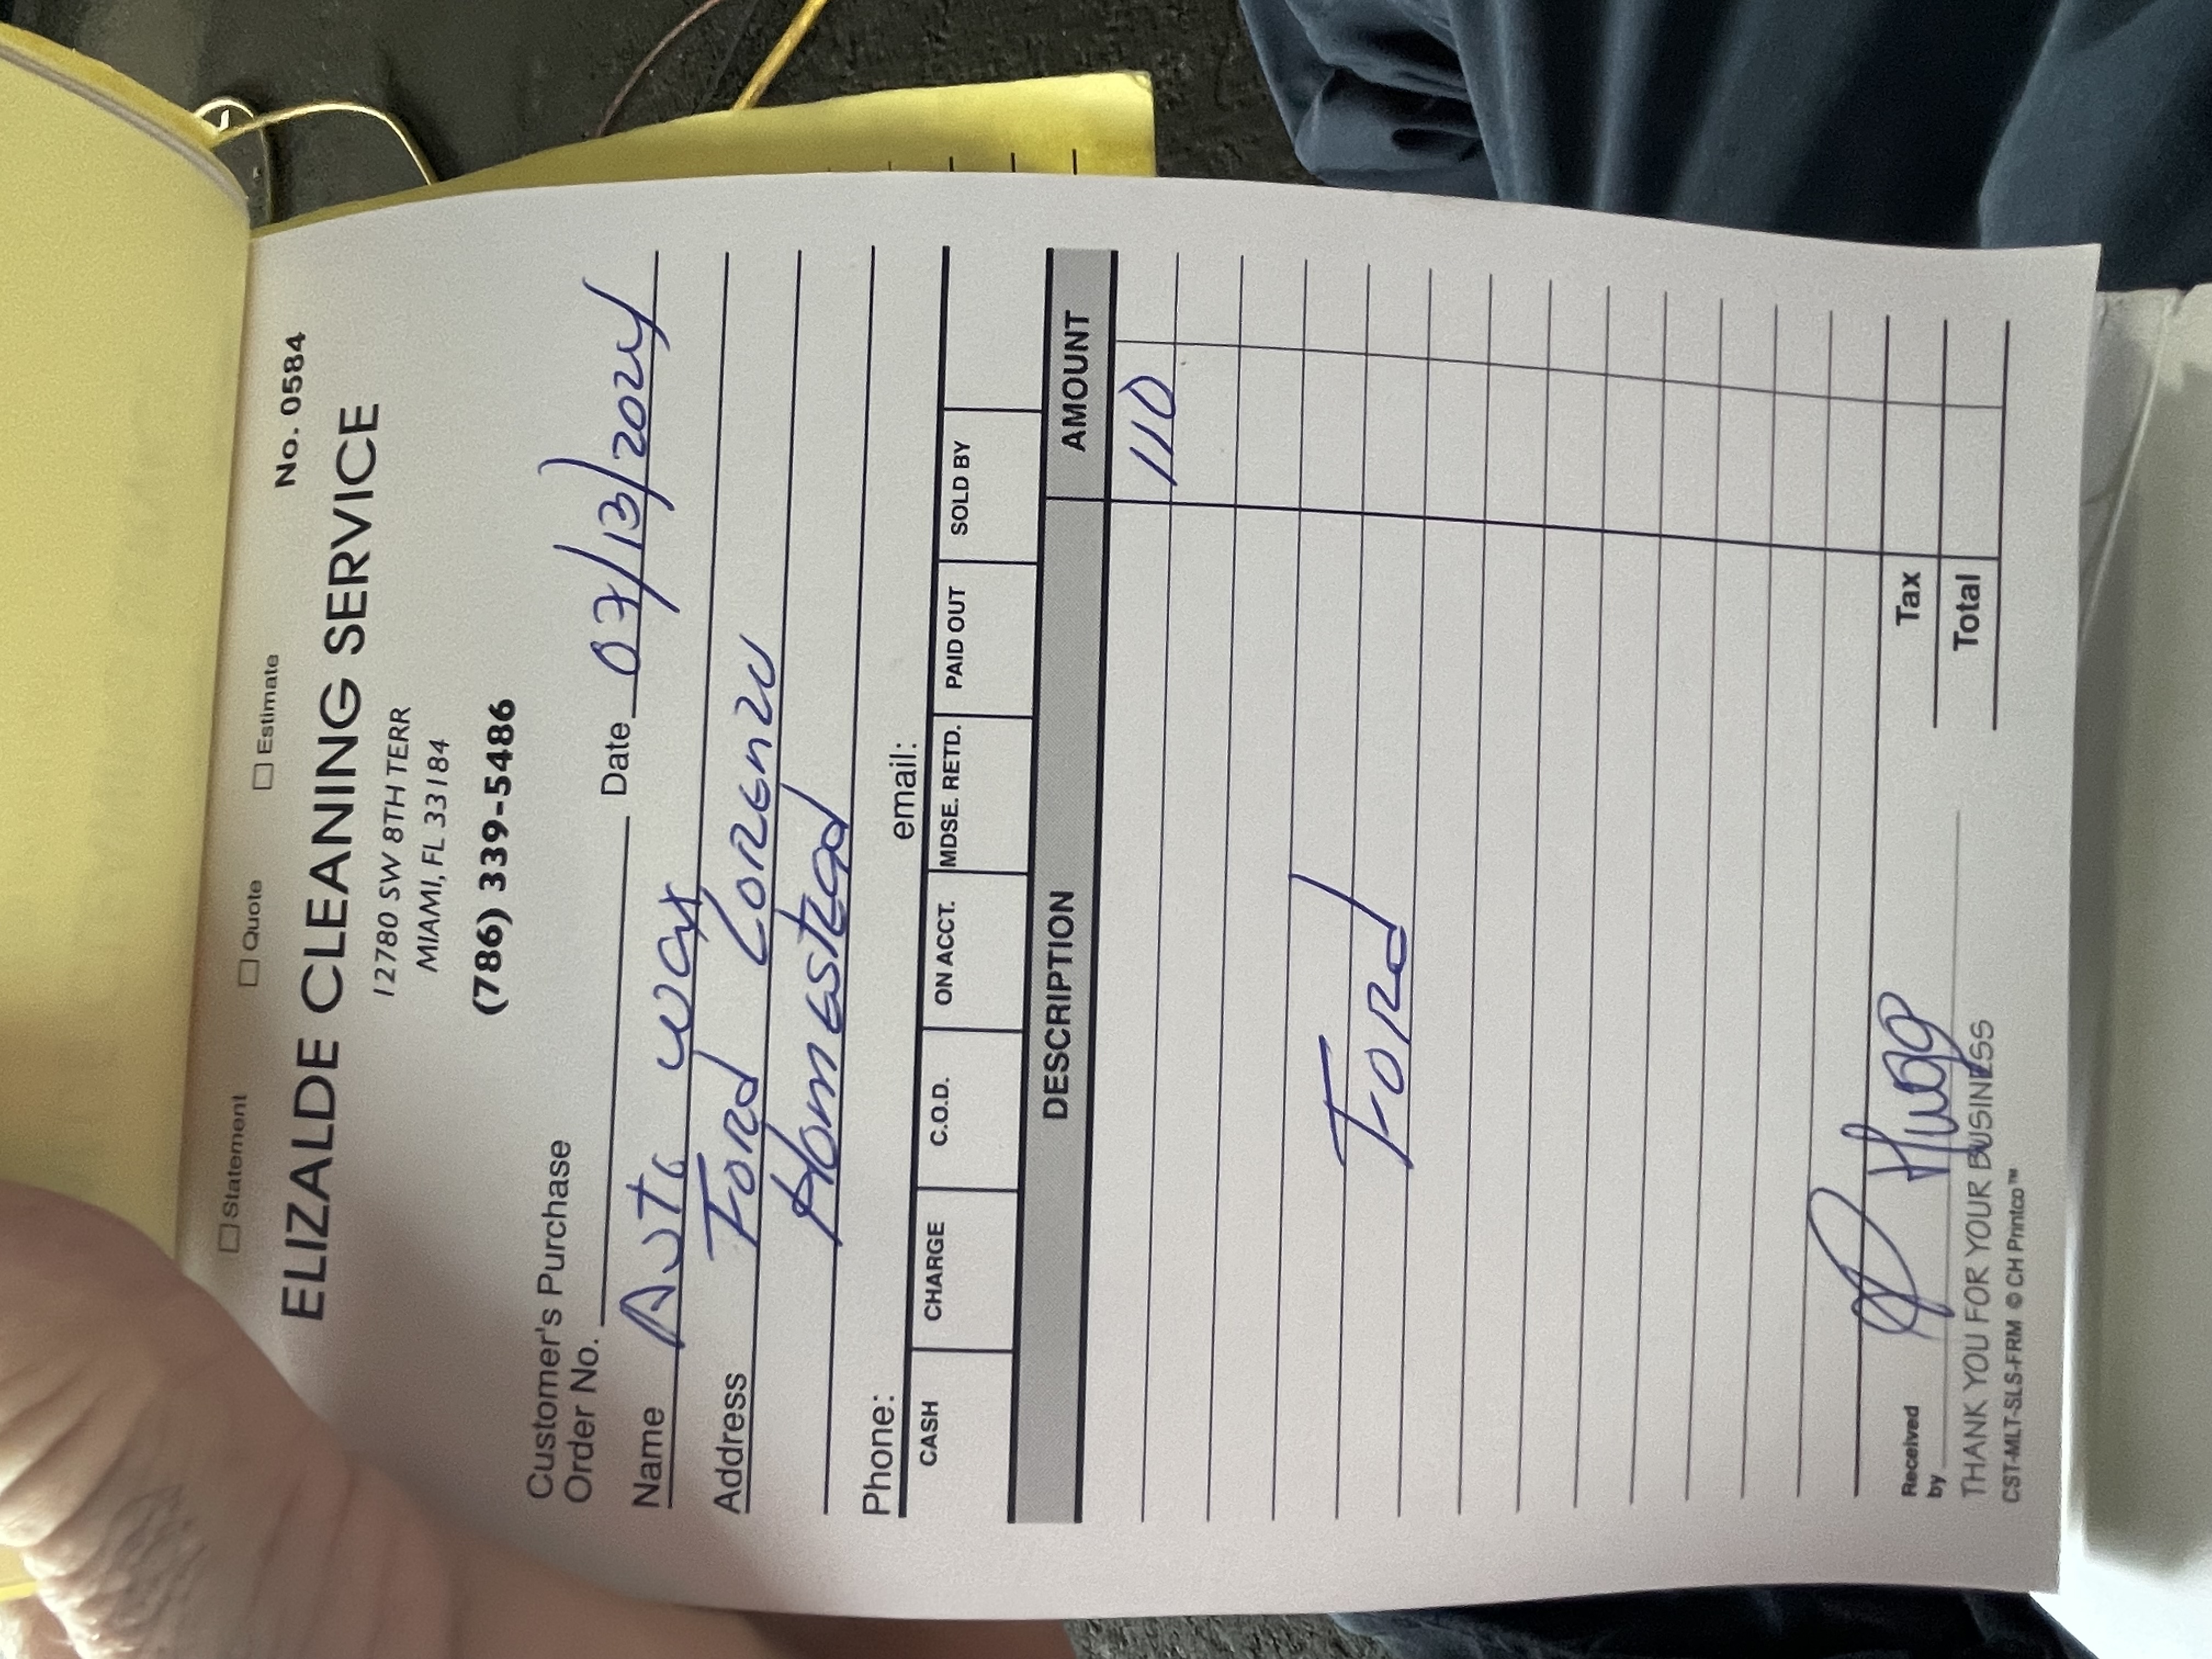 No. 0584
☐ Statement ☐ Quote ☐ Estimate
ELIZALDE CLEANING SERVICE
12780 SW 8TH TERR
MIAMI, FL 33184
(786) 339-5486
Customer's Purchase
Order No. Date 07/13/2024
Name Auto wax
Address Ford Lorenzo
Homestead
Phone: email:
CASH CHARGE C.O.D. ON ACCT. MDSE. RETD. PAID OUT SOLD BY
DESCRIPTION AMOUNT
110
Ford
Tax
Received
by Hugo
Total
THANK YOU FOR YOUR BUSINESS
CST-MLT-SLS-FRM © CH Printco™